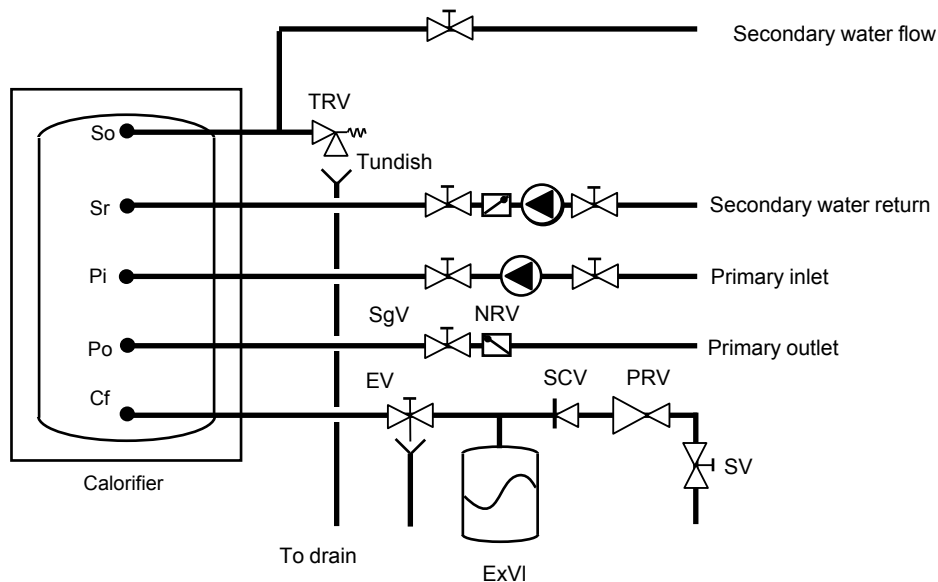 Secondary water flow
TRV
So
Tundish
Sr
Secondary water return
Pi
Primary inlet
SgV
NRV
Po
Primary outlet
EV
SCV
PRV
Cf
SV
Calorifier
To drain
ExVl